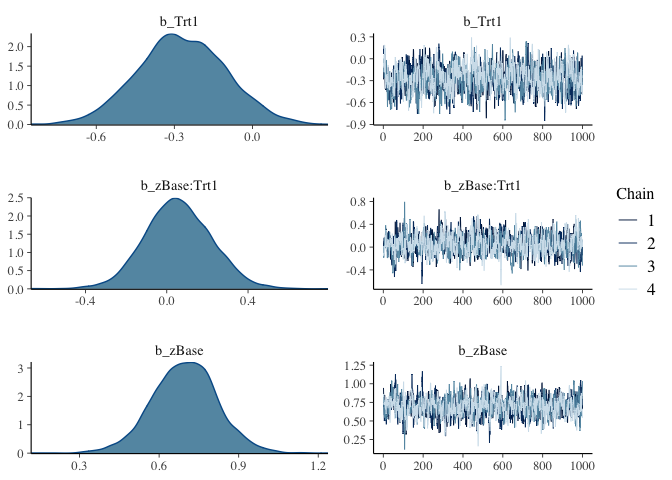 b_Trt1
2.0
1.5
1.0
0.5
0.0
-0.6 -0.3 0.0
b_Trt1
0.3
0.0
-0.3
-0.6
-0.9
0 200 400 600 800 1000
b_zBase:Trt1
2.5
2.0
1.5
1.0
0.5
0.0
-0.4 0.0 0.4
b_zBase:Trt1
0.8
0.4
0.0
-0.4
0 200 400 600 800 1000
b_zBase
3
2
1
0
0.3 0.6 0.9 1.2
b_zBase
1.25
1.00
0.75
0.50
0.25
0 200 400 600 800 1000
Chain
1
2
3
4